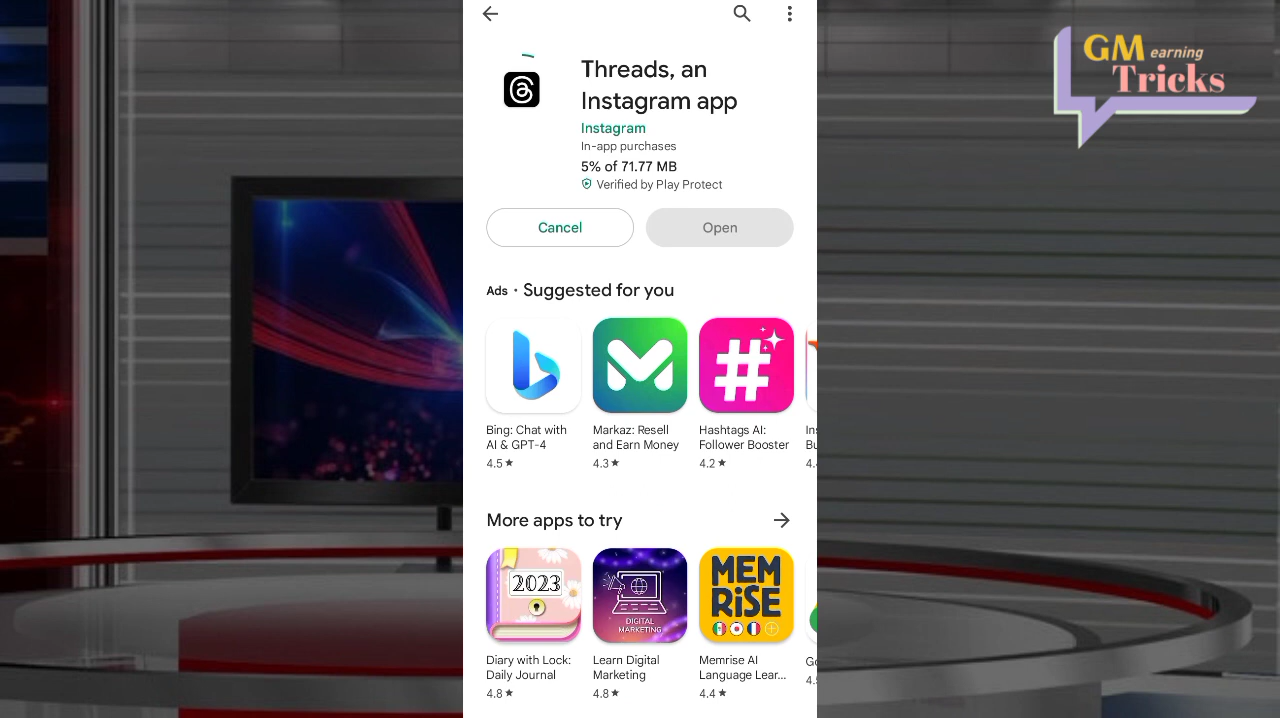 GM earning
Tricks
Threads, an
Instagram app
Instagram
In-app purchases
5% of 71.77 MB
Verified by Play Protect
Cancel
Open
Ads • Suggested for you
Bing: Chat with
AI & GPT-4
4.5★
Markaz: Resell
and Earn Money
4.3★
#
Hashtags AI:
Follower Booster
4.2★
More apps to try
2023
Diary with Lock:
Daily Journal
4.8★
DIGITAL
MARKETING
Learn Digital
Marketing
4.8★
MEM
RiSE
Memrise AI
Language Lear...
4.4★